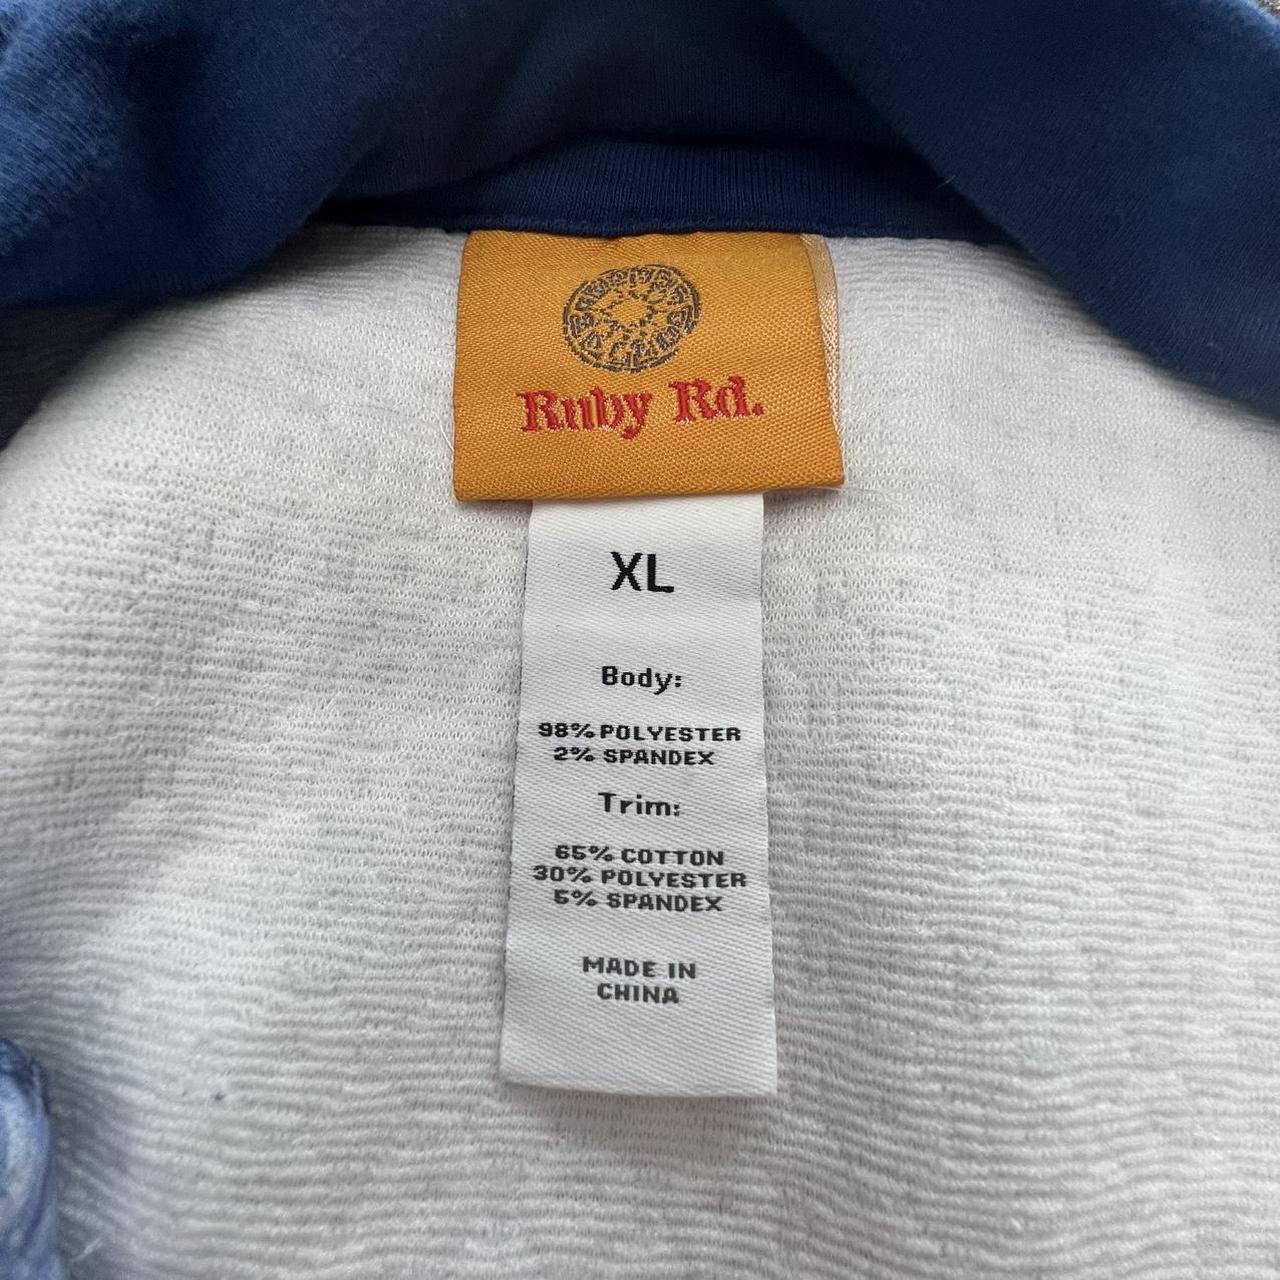 Ruby Rd.
XL
Body:
98% POLYESTER
2% SPANDEX
Trim:
65% COTTON
30% POLYESTER
5% SPANDEX
MADE IN
CHINA